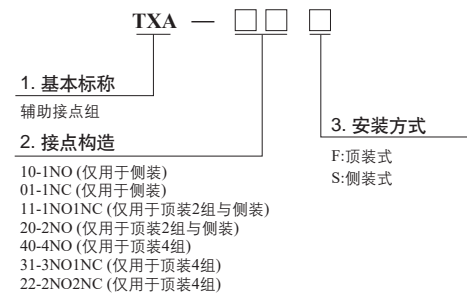 TXA — □□ □
1. 基本标称
辅助接点组
2. 接点构造
10-1NO (仅用于侧装)
01-1NC (仅用于侧装)
11-1NO1NC (仅用于顶装2组与侧装)
20-2NO (仅用于顶装2组与侧装)
40-4NO (仅用于顶装4组)
31-3NO1NC (仅用于顶装4组)
22-2NO2NC (仅用于顶装4组)
3. 安装方式
F:顶装式
S:侧装式